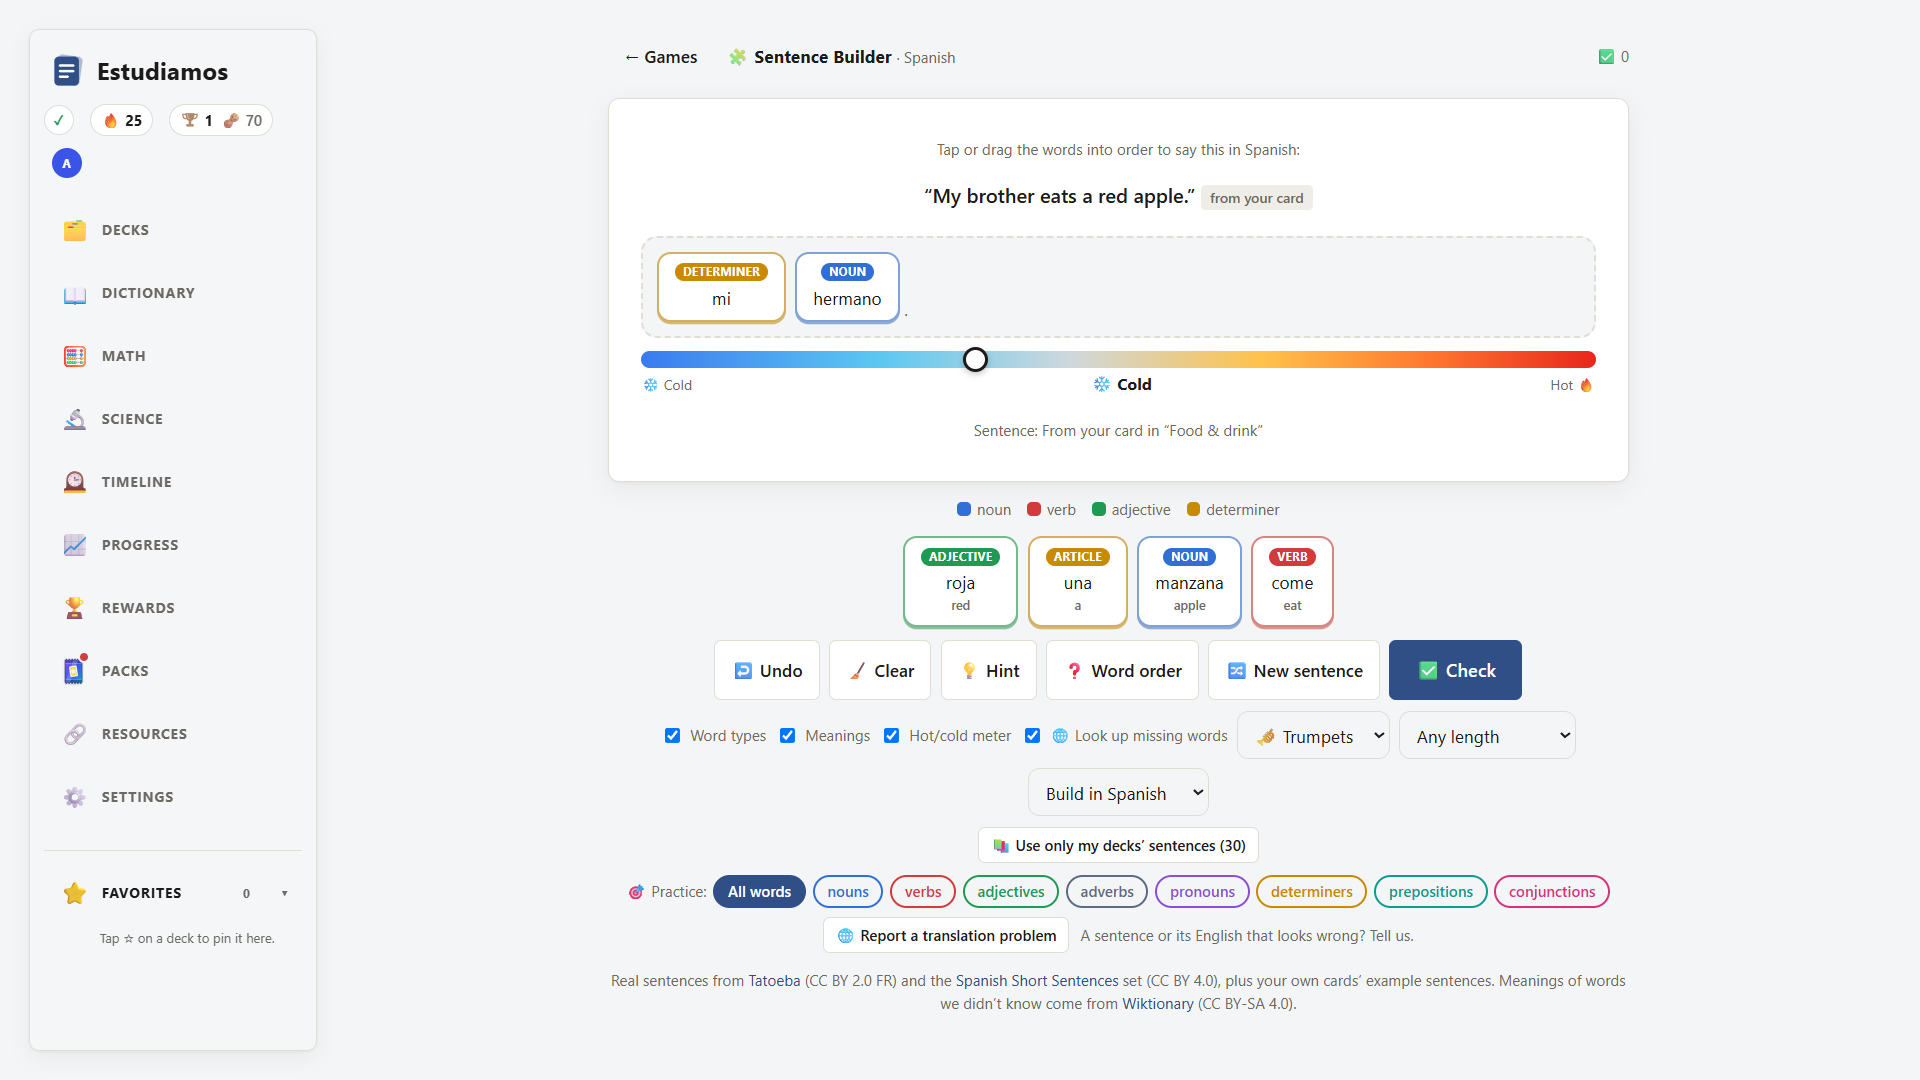 Estudiamos
✓ 25 1 70
A
DECKS
DICTIONARY
MATH
SCIENCE
TIMELINE
PROGRESS
REWARDS
PACKS
RESOURCES
SETTINGS
FAVORITES 0 ▾
Tap ☆ on a deck to pin it here.
← Games Sentence Builder · Spanish 0
Tap or drag the words into order to say this in Spanish:
“My brother eats a red apple.” from your card
DETERMINER NOUN
mi hermano .
Cold Cold Hot
Sentence: From your card in “Food & drink”
noun verb adjective determiner
ADJECTIVE ARTICLE NOUN VERB
roja una manzana come
red a apple eat
Undo Clear Hint Word order New sentence Check
Word types Meanings Hot/cold meter Look up missing words Trumpets Any length
Build in Spanish
Use only my decks’ sentences (30)
Practice: All words nouns verbs adjectives adverbs pronouns determiners prepositions conjunctions
Report a translation problem A sentence or its English that looks wrong? Tell us.
Real sentences from Tatoeba (CC BY 2.0 FR) and the Spanish Short Sentences set (CC BY 4.0), plus your own cards’ example sentences. Meanings of words
we didn’t know come from Wiktionary (CC BY-SA 4.0).